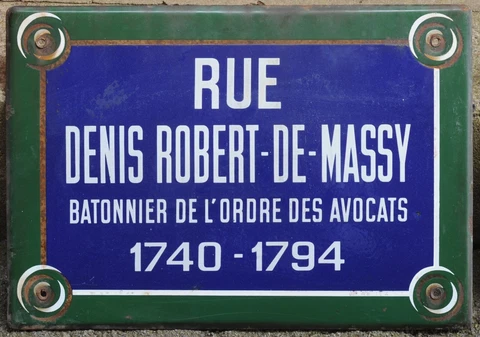 RUE
DENIS ROBERT-DE-MASSY
BATONNIER DE L'ORDRE DES AVOCATS
1740 - 1794